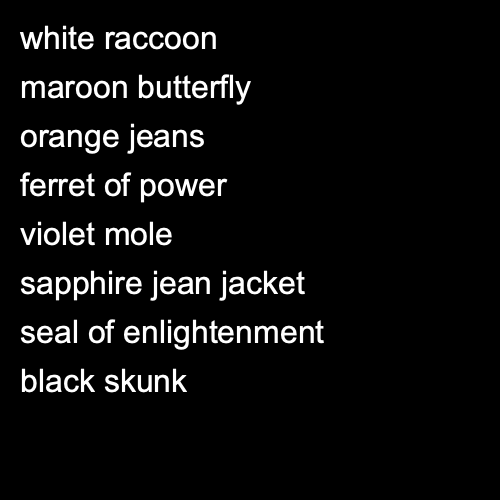 white raccoon
maroon butterfly
orange jeans
ferret of power
violet mole
sapphire jean jacket
seal of enlightenment
black skunk